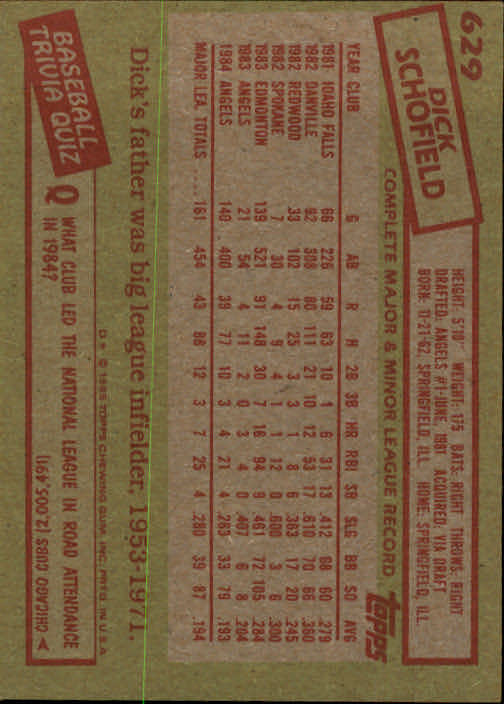 629
DICK
SCHOFIELD
HEIGHT: 5'10" WEIGHT: 175 BATS: RIGHT THROWS: RIGHT
DRAFTED: ANGELS #1-JUNE, 1981 ACQUIRED: VIA DRAFT
BORN: 11-21-62, SPRINGFIELD, ILL. HOME: SPRINGFIELD, ILL.
COMPLETE MAJOR & MINOR LEAGUE RECORD topps
YEAR CLUB G AB R H 2B 3B HR RBI SB SLG BB SO AVG
1981 IDAHO FALLS 66 226 59 63 10 1 6 31 13 .412 68 60 .279
1982 DANVILLE 92 308 80 111 21 10 12 53 17 .610 70 66 .360
1982 REDWOOD 33 102 15 25 3 3 1 8 6 .363 17 20 .245
1982 SPOKANE 7 30 4 9 4 1 1 12 0 .600 3 6 .300
1983 EDMONTON 139 521 91 148 30 7 16 94 9 .461 72 105 .284
1983 ANGELS 21 54 4 11 2 0 3 4 0 .407 6 8 .204
1984 ANGELS 140 400 39 77 10 3 4 21 4 .263 33 79 .193
MAJOR LEA. TOTALS ..... 161 454 43 88 12 3 7 25 4 .280 39 87 .194
Dick's father was big league infielder, 1953-1971.
D* © 1985 TOPPS CHEWING GUM, INC. PRTD. IN U.S.A.
BASEBALL
TRIVIA QUIZ
Q WHAT CLUB LED THE NATIONAL LEAGUE IN ROAD ATTENDANCE
IN 1984?
A CHICAGO CUBS (2,005,491)